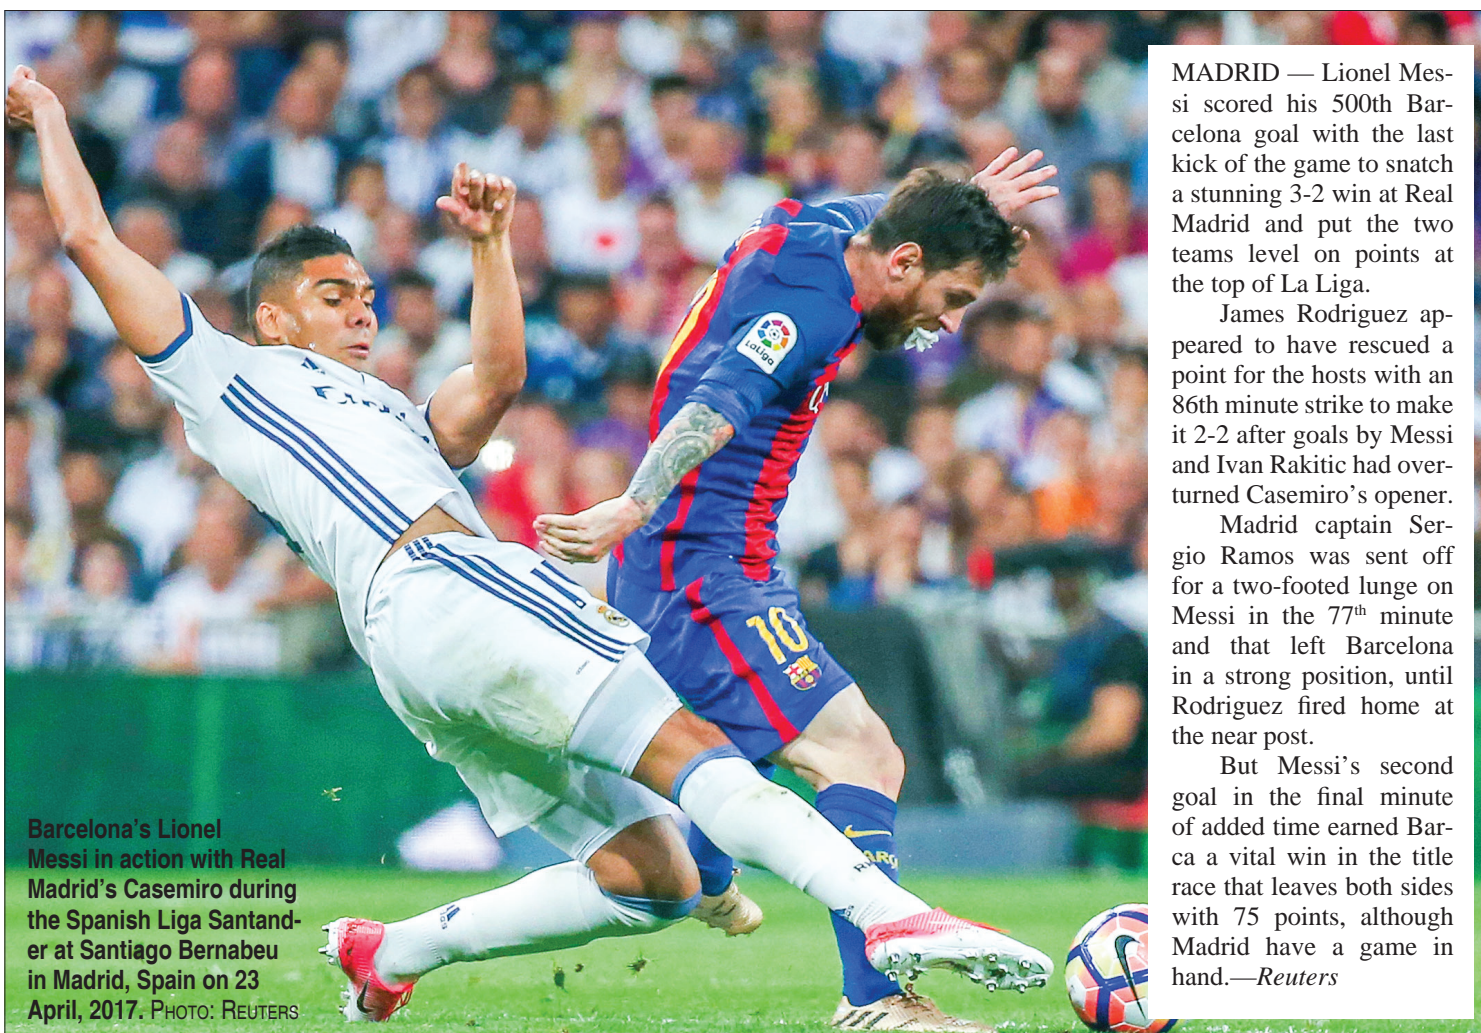 MADRID — Lionel Mes-
si scored his 500th Bar-
celona goal with the last
kick of the game to snatch
a stunning 3-2 win at Real
Madrid and put the two
teams level on points at
the top of La Liga.
James Rodriguez ap-
peared to have rescued a
point for the hosts with an
86th minute strike to make
it 2-2 after goals by Messi
and Ivan Rakitic had over-
turned Casemiro’s opener.
Madrid captain Ser-
gio Ramos was sent off
for a two-footed lunge on
Messi in the 77th minute
and that left Barcelona
in a strong position, until
Rodriguez fired home at
the near post.
But Messi’s second
goal in the final minute
of added time earned Bar-
ca a vital win in the title
race that leaves both sides
with 75 points, although
Madrid have a game in
hand.—Reuters
LaLiga
10
Barcelona’s Lionel
Messi in action with Real
Madrid’s Casemiro during
the Spanish Liga Santand-
er at Santiago Bernabeu
in Madrid, Spain on 23
April, 2017. PHOTO: REUTERS